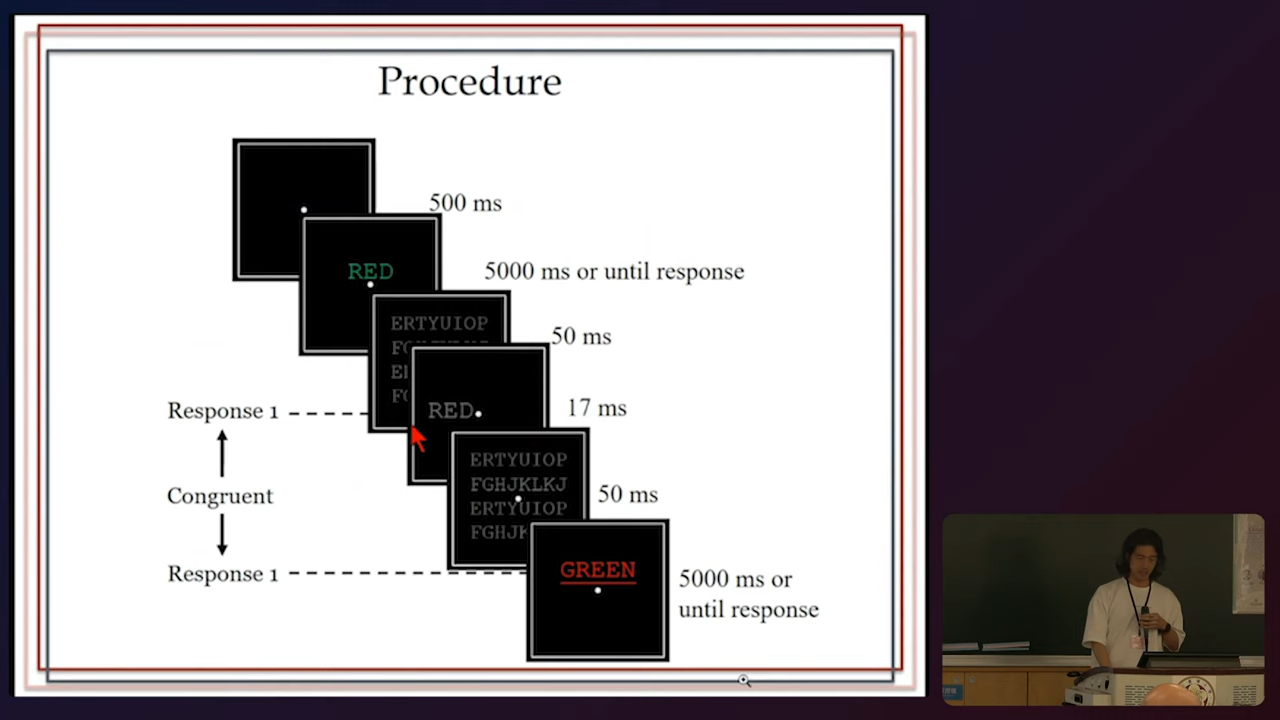 Procedure
500 ms
RED
5000 ms or until response
ERTYUIOP
50 ms
RED
17 ms
Response 1
ERTYUIOP
FGHJKLKJ
ERTYUIOP
FGHJK
50 ms
Congruent
Response 1
GREEN
5000 ms or
until response